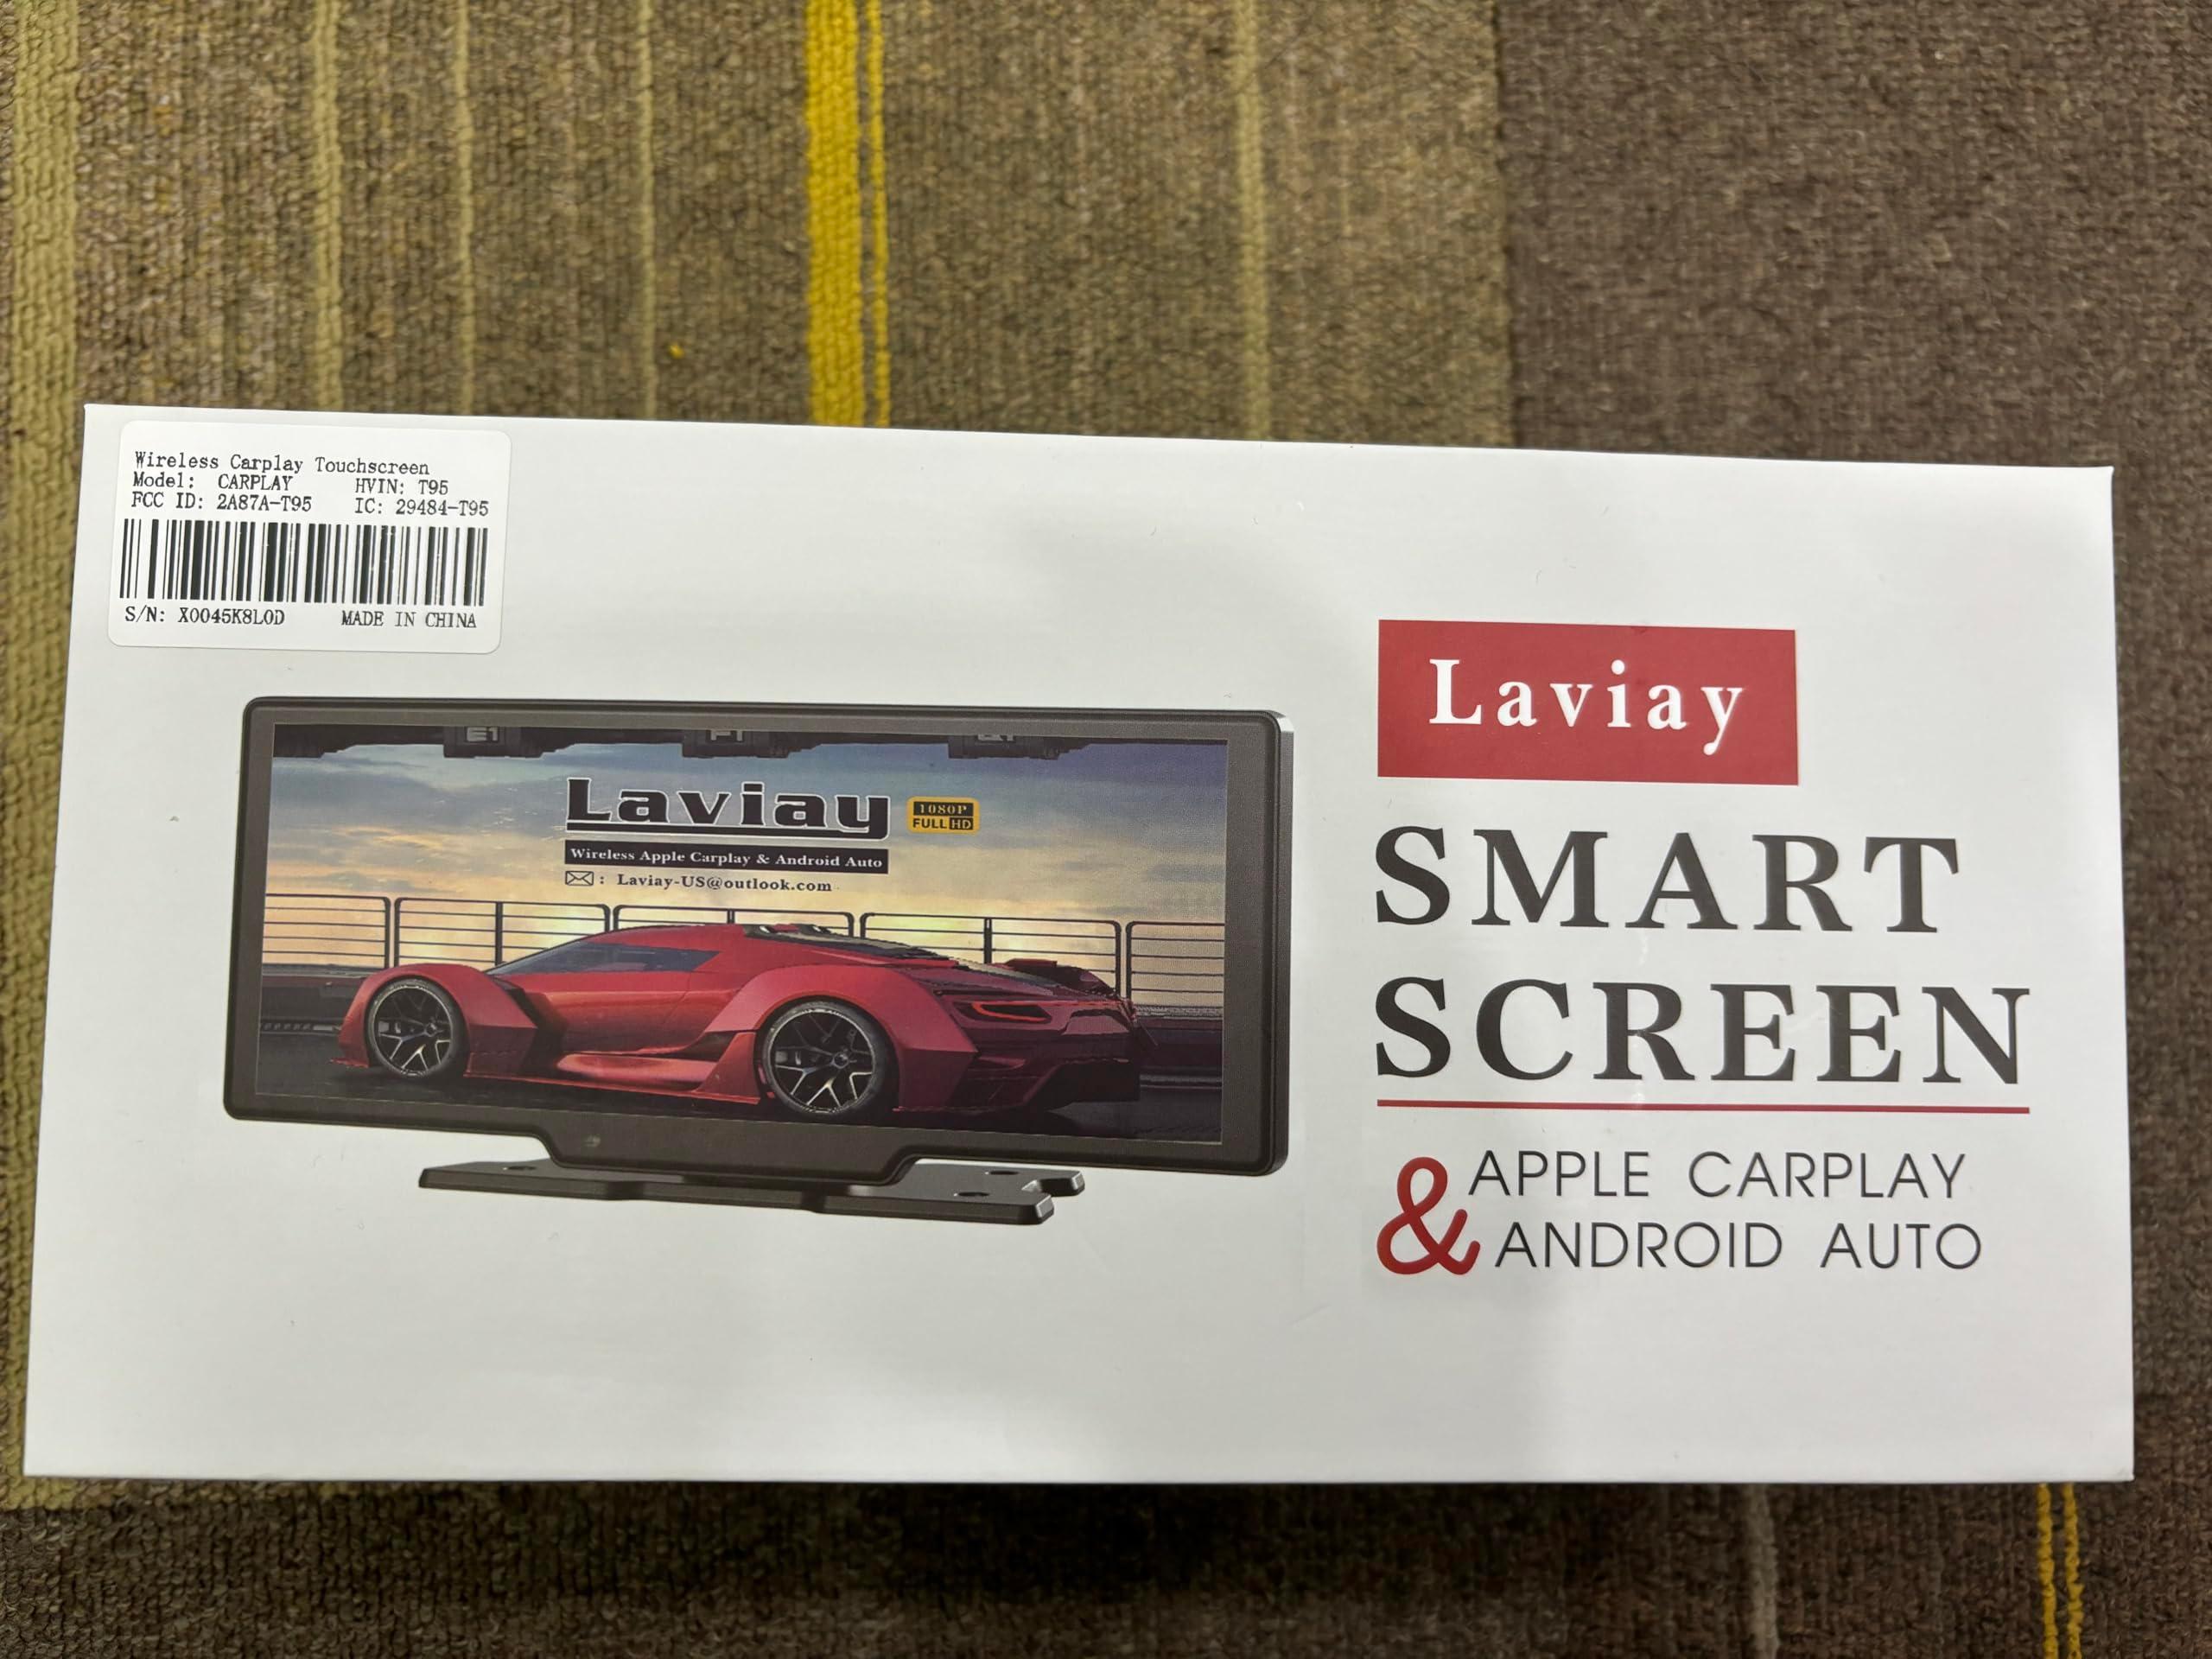 Wireless Carplay Touchscreen
Model: CARPLAY HVIN: T95
FCC ID: 2A87A-T95 IC: 29484-T95
S/N: X0045K8L0D MADE IN CHINA
E1 F1
Laviay 1080P FULL HD
Wireless Apple Carplay & Android Auto
: Laviay-US@outlook.com
Laviay
SMART
SCREEN
& APPLE CARPLAY
ANDROID AUTO